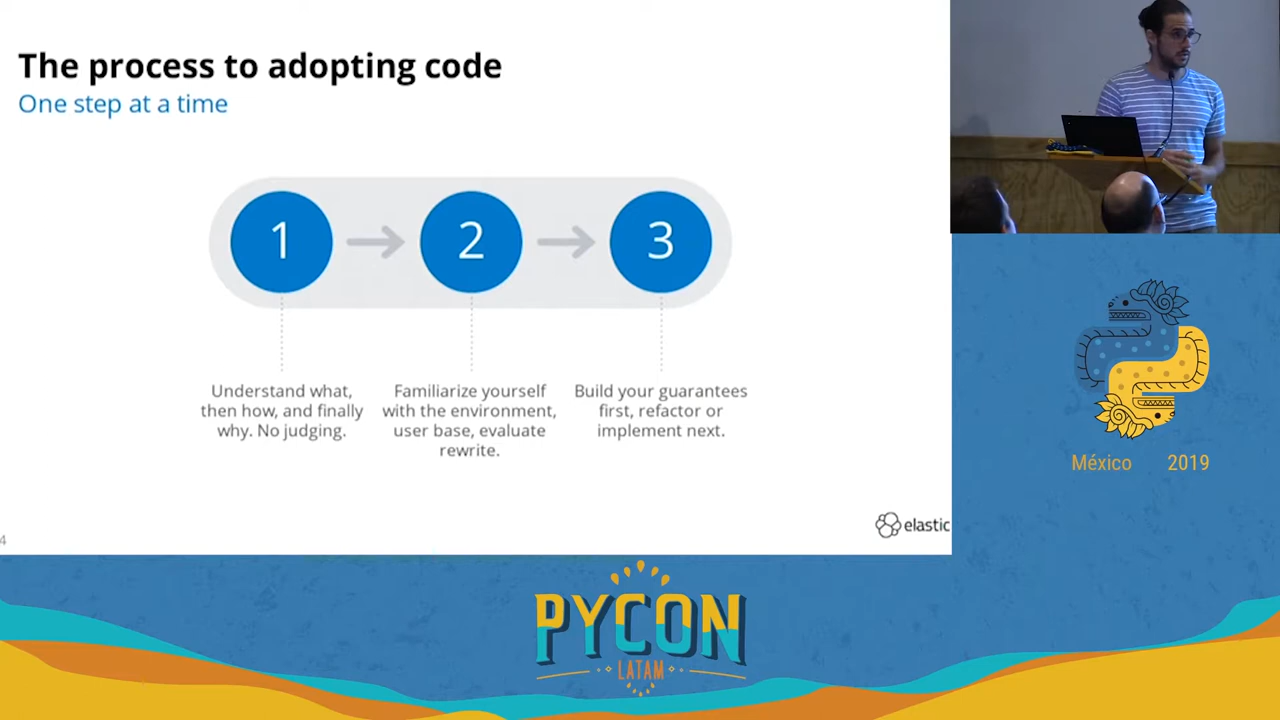 The process to adopting code
One step at a time
1
2
3
Understand what,
then how, and finally
why. No judging.
Familiarize yourself
with the environment,
user base, evaluate
rewrite.
Build your guarantees
first, refactor or
implement next.
4
elastic
México 2019
PYCON
LATAM